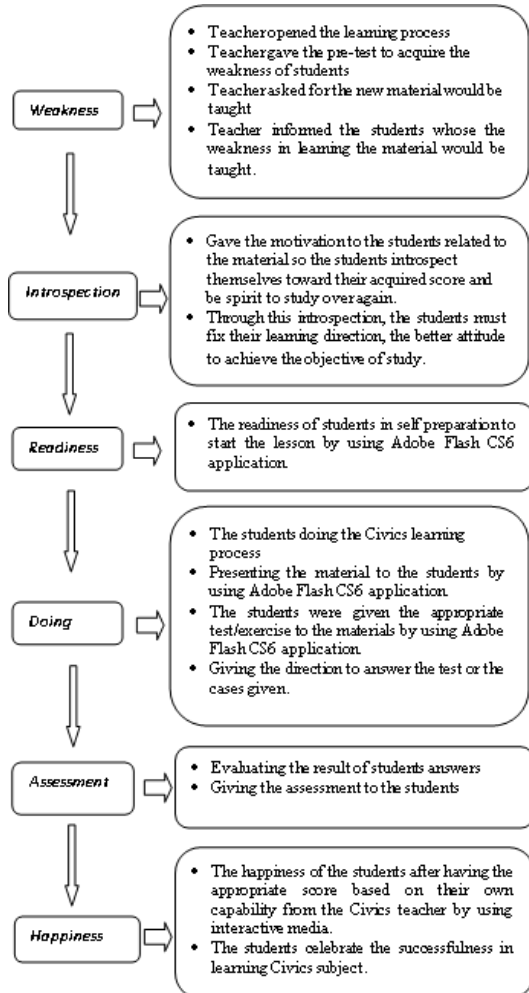 Weakness
• Teacher opened the learning process
• Teacher gave the pre-test to acquire the
weakness of students
• Teacher asked for the new material would be
taught
• Teacher informed the students whose the
weakness in learning the material would be
taught.
Introspection
• Gave the motivation to the students related to
the material so the students introspect
themselves toward their acquired score and
be spirit to study over again.
• Through this introspection, the students must
fix their learning direction, the better attitude
to achieve the objective of study.
Readiness
• The readiness of students in self preparation to
start the lesson by using Adobe Flash CS6
application.
Doing
• The students doing the Civics learning
process
• Presenting the material to the students by
using Adobe Flash CS6 application.
• The students were given the appropriate
test/exercise to the materials by using Adobe
Flash CS6 application.
• Giving the direction to answer the test or the
cases given.
Assessment
• Evaluating the result of students answers
• Giving the assessment to the students
Happiness
• The happiness of the students after having the
appropriate score based on their own
capability from the Civics teacher by using
interactive media.
• The students celebrate the successfulness in
learning Civics subject.